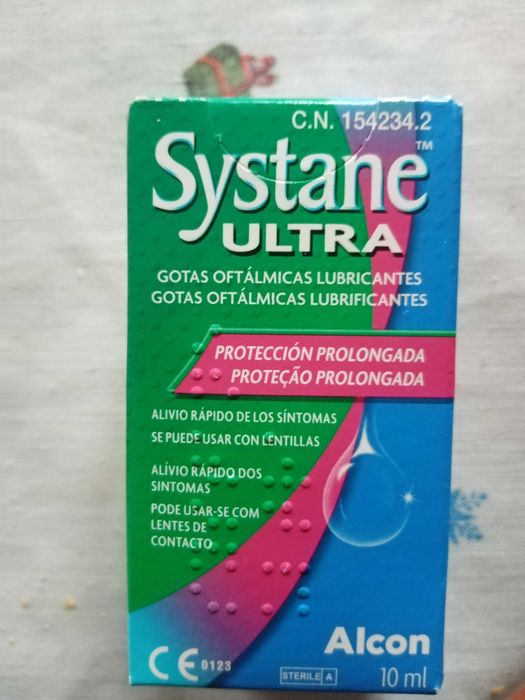 C.N. 154234.2
Systane™
ULTRA
GOTAS OFTÁLMICAS LUBRICANTES
GOTAS OFTÁLMICAS LUBRIFICANTES
PROTECCIÓN PROLONGADA
PROTEÇÃO PROLONGADA
ALIVIO RÁPIDO DE LOS SÍNTOMAS
SE PUEDE USAR CON LENTILLAS
ALÍVIO RÁPIDO DOS
SINTOMAS
PODE USAR-SE COM
LENTES DE
CONTACTO
Alcon
CE 0123
STERILE A
10 ml